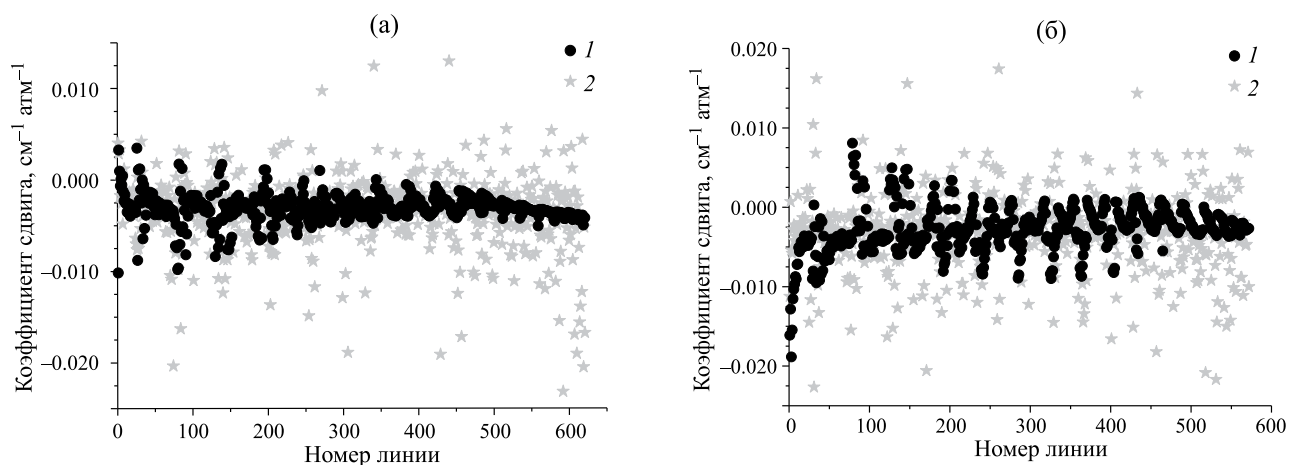 (а)
Коэффициент сдвига, см–1 атм–1
0.010
0.000
–0.010
–0.020
0 100 200 300 400 500 600
Номер линии
1
2
(б)
Коэффициент сдвига, см–1 атм–1
0.020
0.010
0.000
–0.010
–0.020
0 100 200 300 400 500 600
Номер линии
1
2